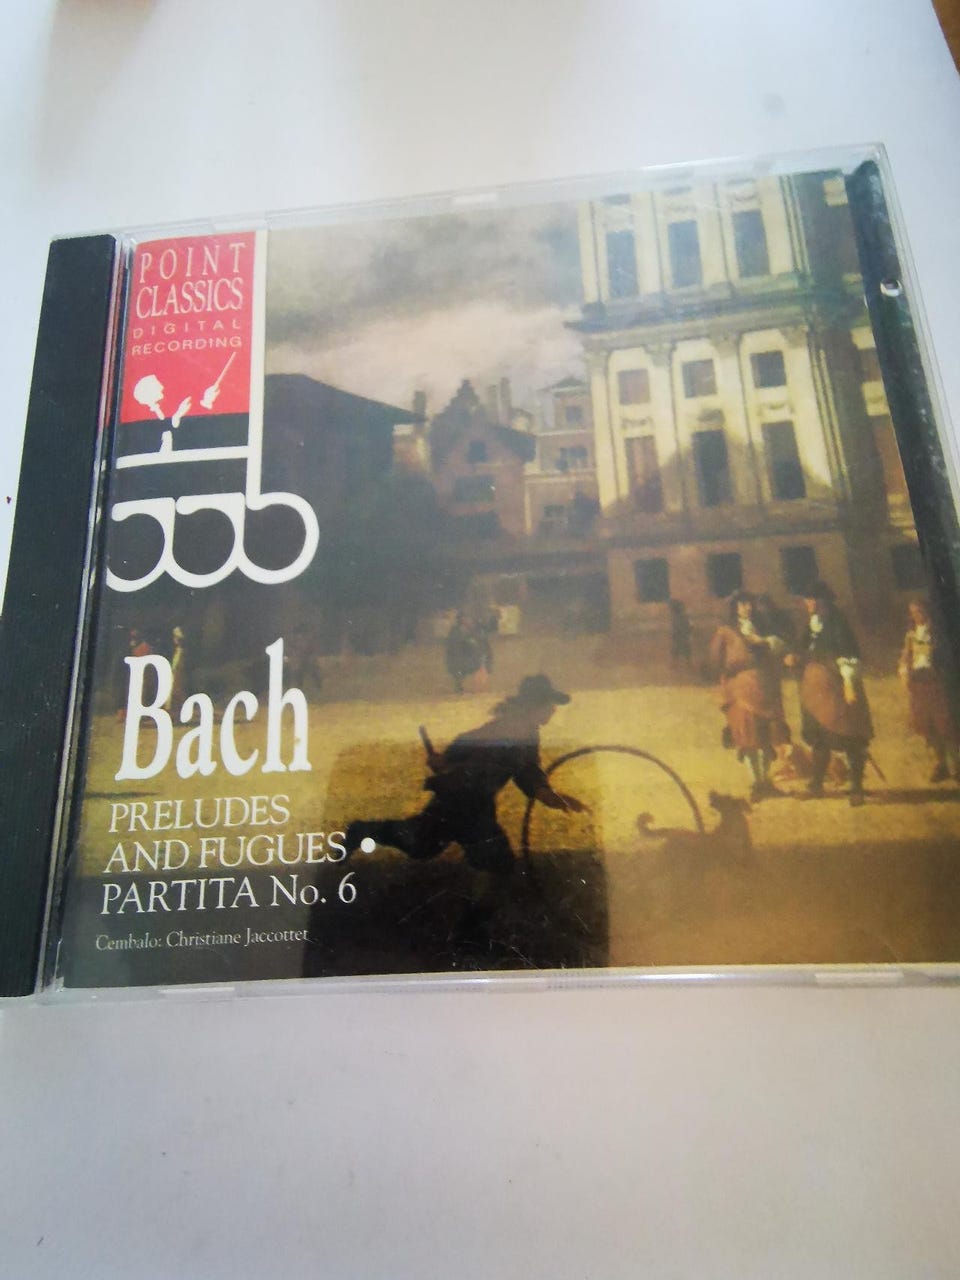 POINT
CLASSICS
DIGITAL
RECORDING
Bach
PRELUDES
AND FUGUES •
PARTITA No. 6
Cembalo: Christiane Jaccottet